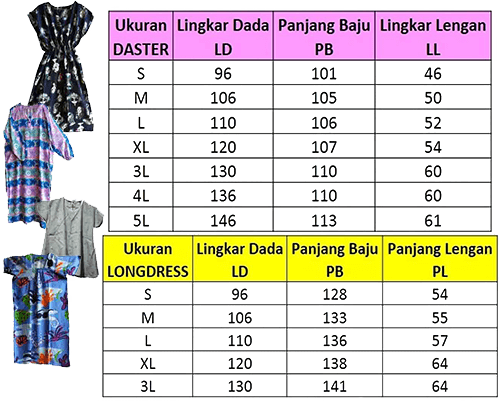 Ukuran DASTER Lingkar Dada LD Panjang Baju PB Lingkar Lengan LL
S 96 101 46
M 106 105 50
L 110 106 52
XL 120 107 54
3L 130 110 60
4L 136 110 60
5L 146 113 61
Ukuran LONGDRESS Lingkar Dada LD Panjang Baju PB Panjang Lengan PL
S 96 128 54
M 106 133 55
L 110 136 57
XL 120 138 64
3L 130 141 64